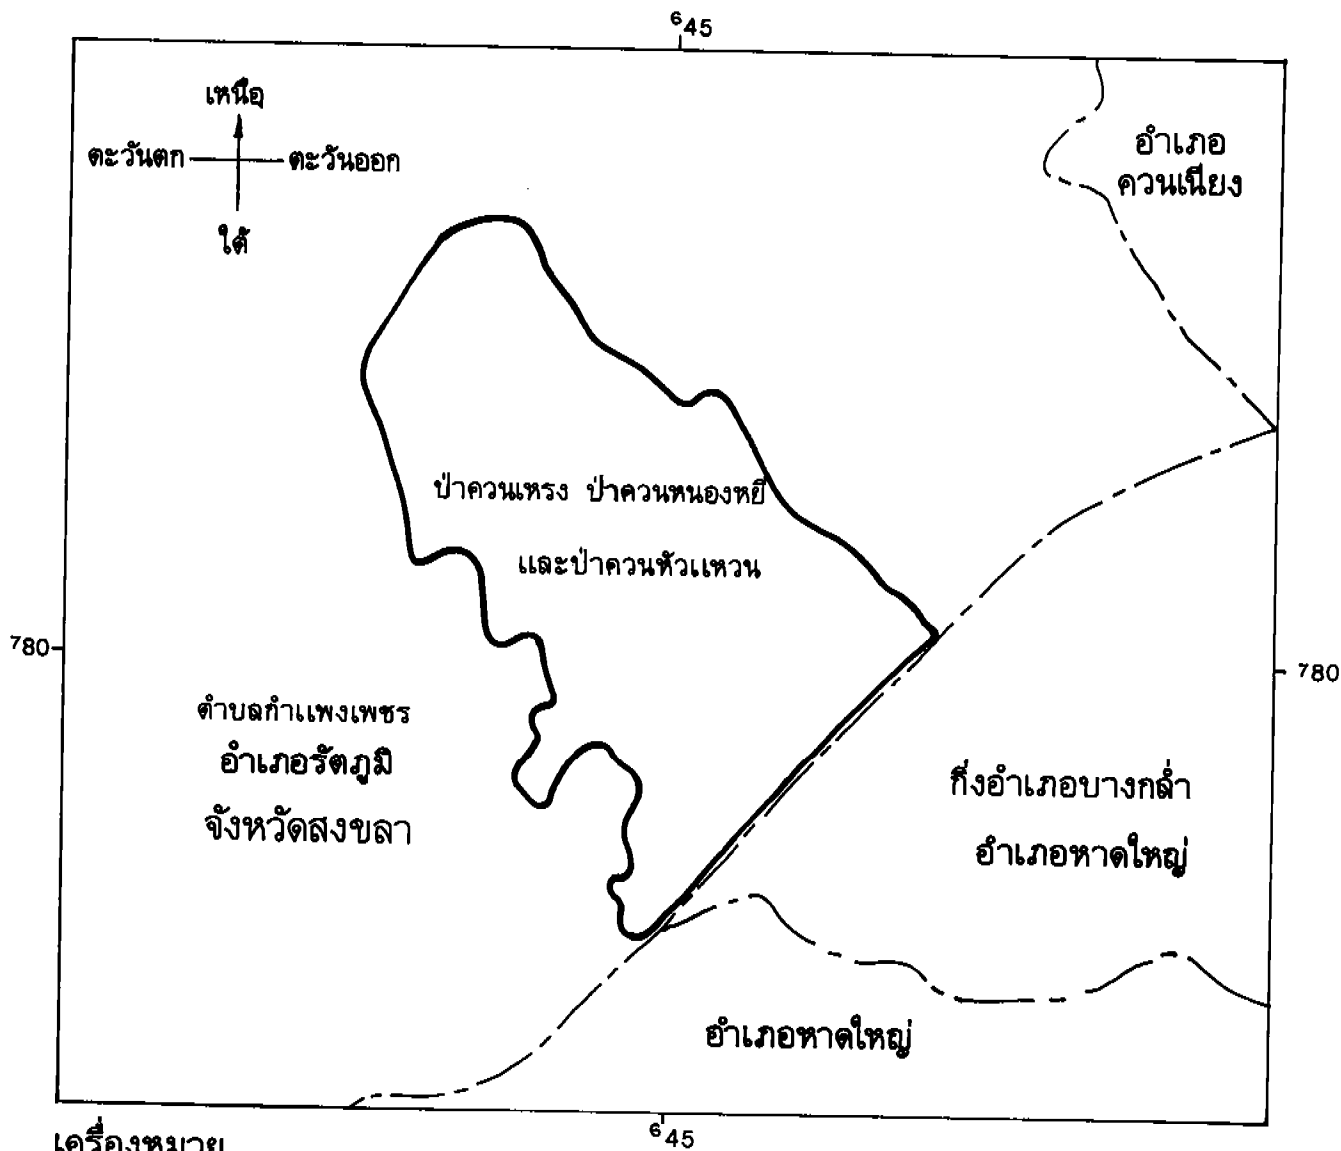 ⁶45
เหนือ
ตะวันตก ตะวันออก
ใต้
อำเภอ
ควนเนียง
ป่าควนเหรง ป่าควนหนองหยี
และป่าควนหัวแหวน
⁷80
⁷80
ตำบลกำแพงเพชร
อำเภอรัตภูมิ
จังหวัดสงขลา
กิ่งอำเภอบางกล่ำ
อำเภอหาดใหญ่
อำเภอหาดใหญ่
⁶45
เครื่องหมาย